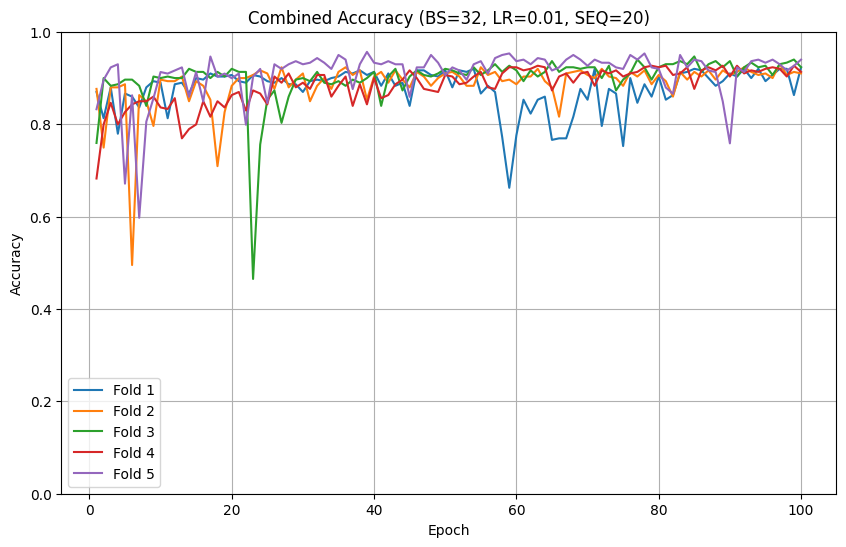 Combined Accuracy (BS=32, LR=0.01, SEQ=20)
1.0
0.8
0.6
0.4
0.2
0.0
Accuracy
Fold 1
Fold 2
Fold 3
Fold 4
Fold 5
0 20 40 60 80 100
Epoch